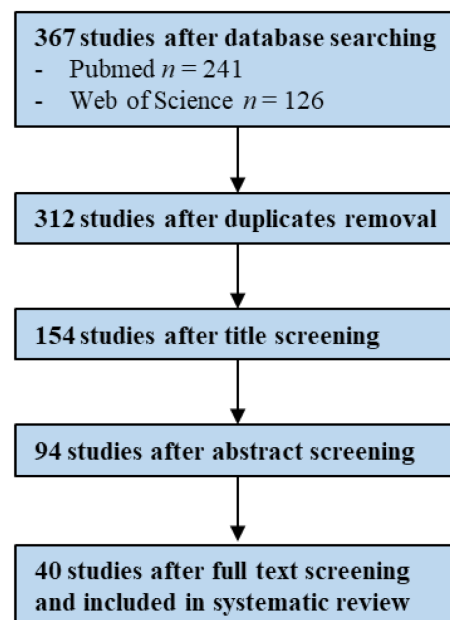 367 studies after database searching
- Pubmed n = 241
- Web of Science n = 126
312 studies after duplicates removal
154 studies after title screening
94 studies after abstract screening
40 studies after full text screening
and included in systematic review